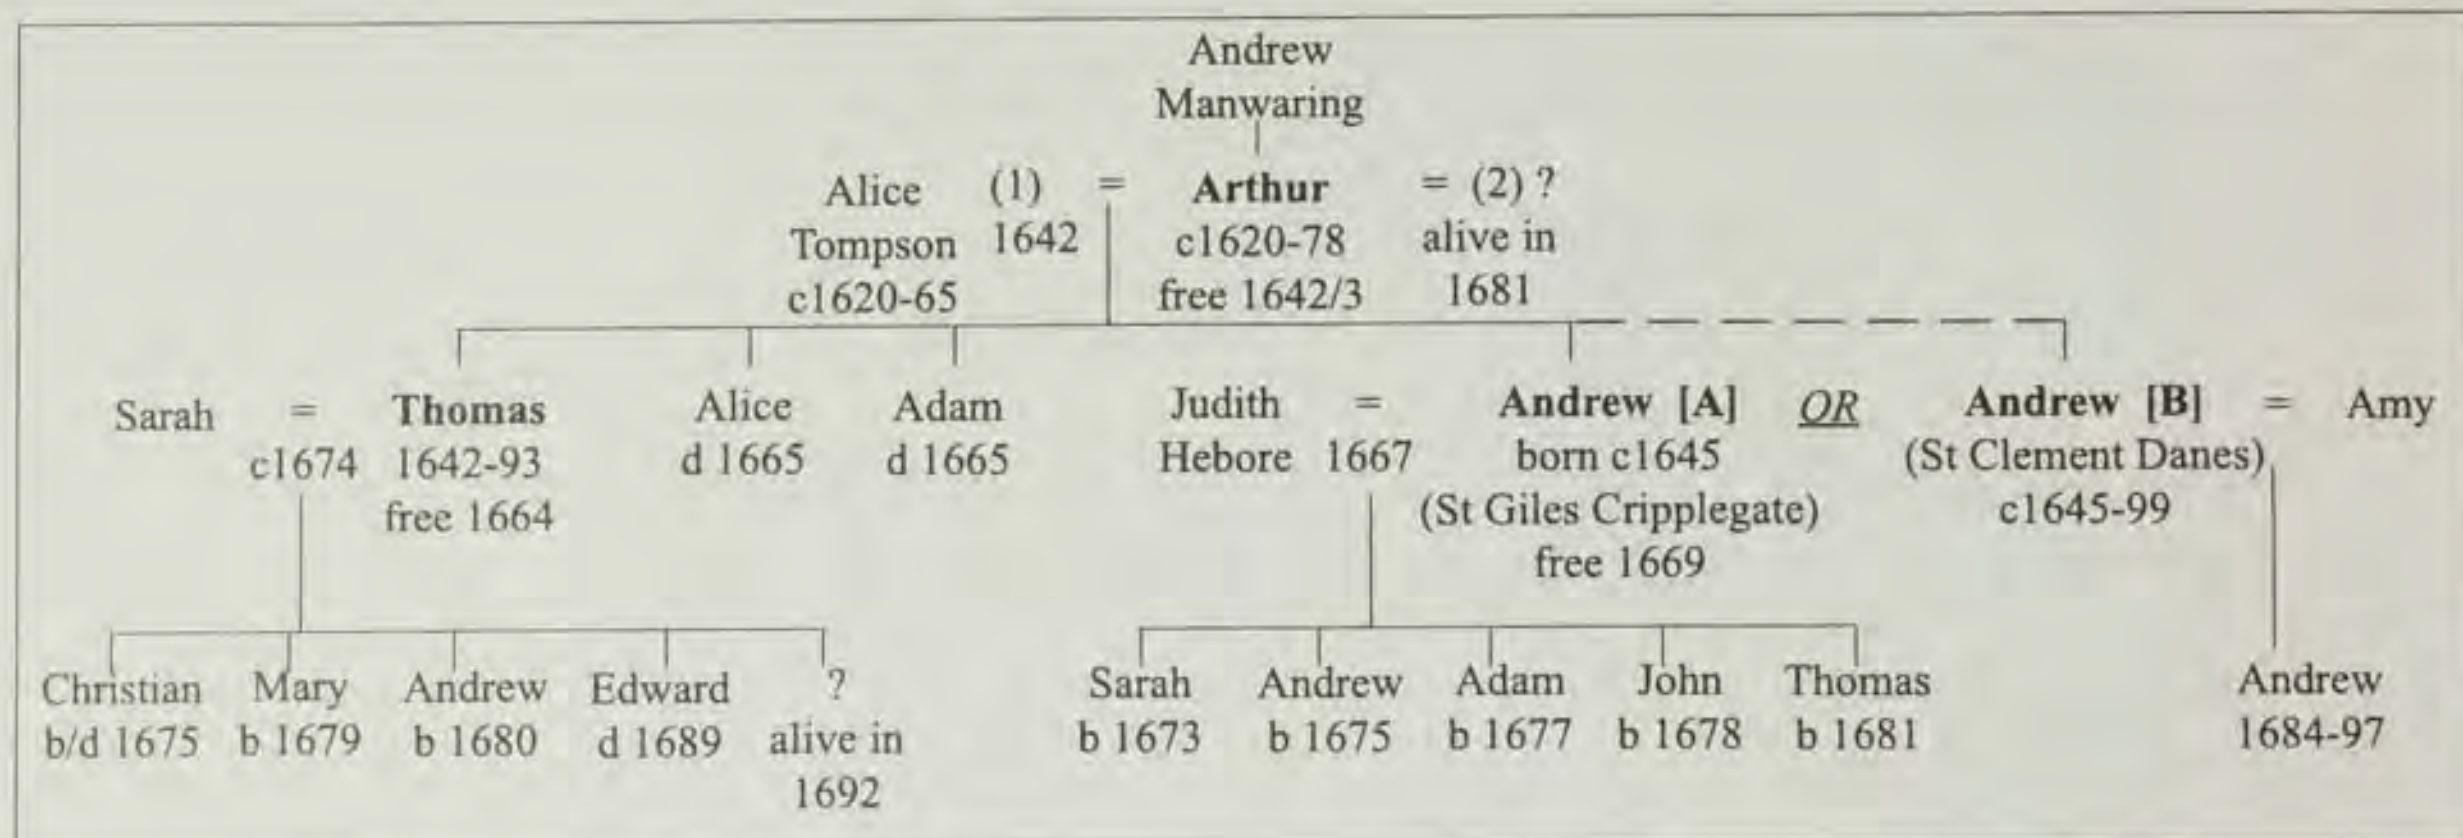 Andrew
Manwaring
Alice (1) = Arthur = (2) ?
Tompson 1642 c1620-78 alive in
c1620-65 free 1642/3 1681
Sarah = Thomas Alice Adam Judith = Andrew [A] OR Andrew [B] = Amy
c1674 1642-93 d 1665 d 1665 Hebore 1667 born c1645 (St Clement Danes)
free 1664 (St Giles Cripplegate) c1645-99
free 1669
Christian Mary Andrew Edward ? Sarah Andrew Adam John Thomas Andrew
b/d 1675 b 1679 b 1680 d 1689 alive in b 1673 b 1675 b 1677 b 1678 b 1681 1684-97
1692